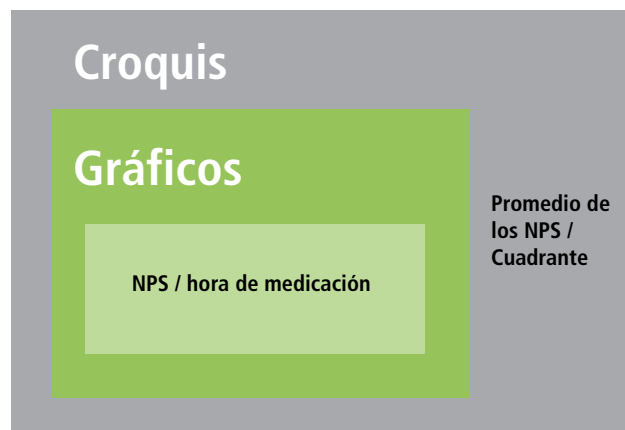 Croquis
Gráficos
NPS / hora de medicación
Promedio de
los NPS /
Cuadrante